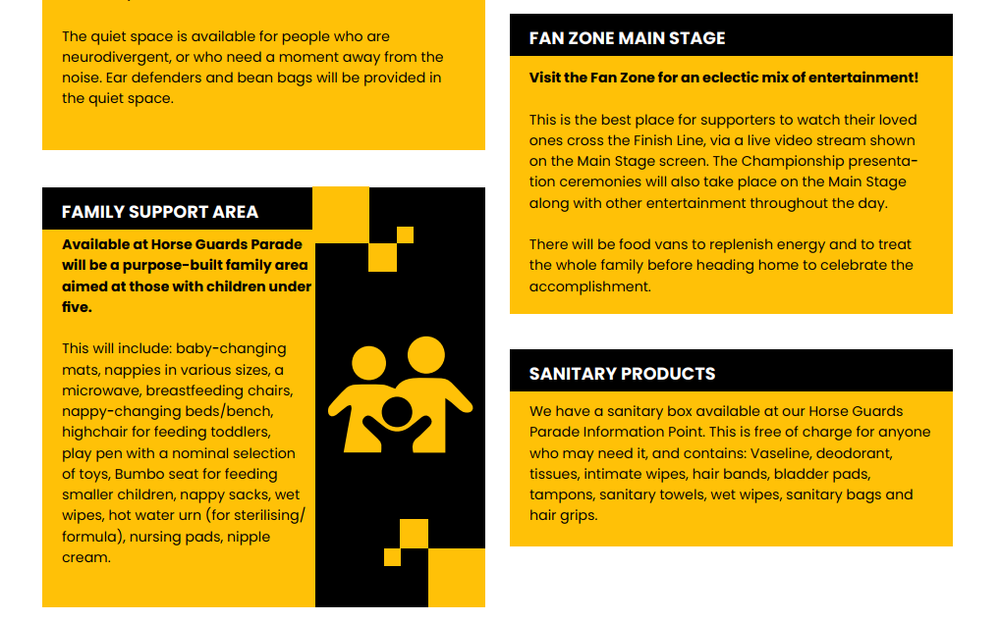 The quiet space is available for people who are
neurodivergent, or who need a moment away from the
noise. Ear defenders and bean bags will be provided in
the quiet space.
FAMILY SUPPORT AREA
Available at Horse Guards Parade
will be a purpose-built family area
aimed at those with children under
five.
This will include: baby-changing
mats, nappies in various sizes, a
microwave, breastfeeding chairs,
nappy-changing beds/bench,
highchair for feeding toddlers,
play pen with a nominal selection
of toys, Bumbo seat for feeding
smaller children, nappy sacks, wet
wipes, hot water urn (for sterilising/
formula), nursing pads, nipple
cream.
FAN ZONE MAIN STAGE
Visit the Fan Zone for an eclectic mix of entertainment!
This is the best place for supporters to watch their loved
ones cross the Finish Line, via a live video stream shown
on the Main Stage screen. The Championship presenta-
tion ceremonies will also take place on the Main Stage
along with other entertainment throughout the day.
There will be food vans to replenish energy and to treat
the whole family before heading home to celebrate the
accomplishment.
SANITARY PRODUCTS
We have a sanitary box available at our Horse Guards
Parade Information Point. This is free of charge for anyone
who may need it, and contains: Vaseline, deodorant,
tissues, intimate wipes, hair bands, bladder pads,
tampons, sanitary towels, wet wipes, sanitary bags and
hair grips.